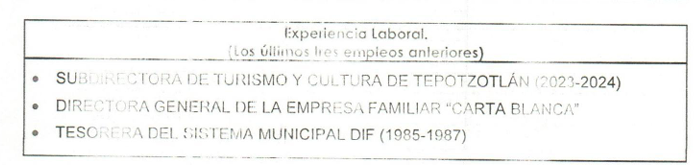 Experiencia Laboral.
(Los últimos tres empleos anteriores)
• SUBDIRECTORA DE TURISMO Y CULTURA DE TEPOTZOTLÁN (2023-2024)
• DIRECTORA GENERAL DE LA EMPRESA FAMILIAR "CARTA BLANCA"
• TESORERA DEL SISTEMA MUNICIPAL DIF (1985-1987)